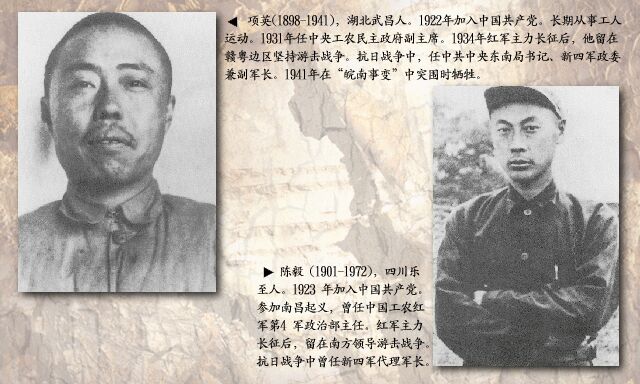 ◀ 项英(1898-1941)，湖北武昌人。1922年加入中国共产党。长期从事工人
运动。1931年任中央工农民主政府副主席。1934年红军主力长征后，他留在
赣粤边区坚持游击战争。抗日战争中，任中共中央东南局书记、新四军政委
兼副军长。1941年在“皖南事变”中突围时牺牲。
▶ 陈毅（1901-1972)，四川乐
至人。1923 年加入中国共产党。
参加南昌起义，曾任中国工农红
军第4 军政治部主任。红军主力
长征后，留在南方领导游击战争。
抗日战争中曾任新四军代理军长。